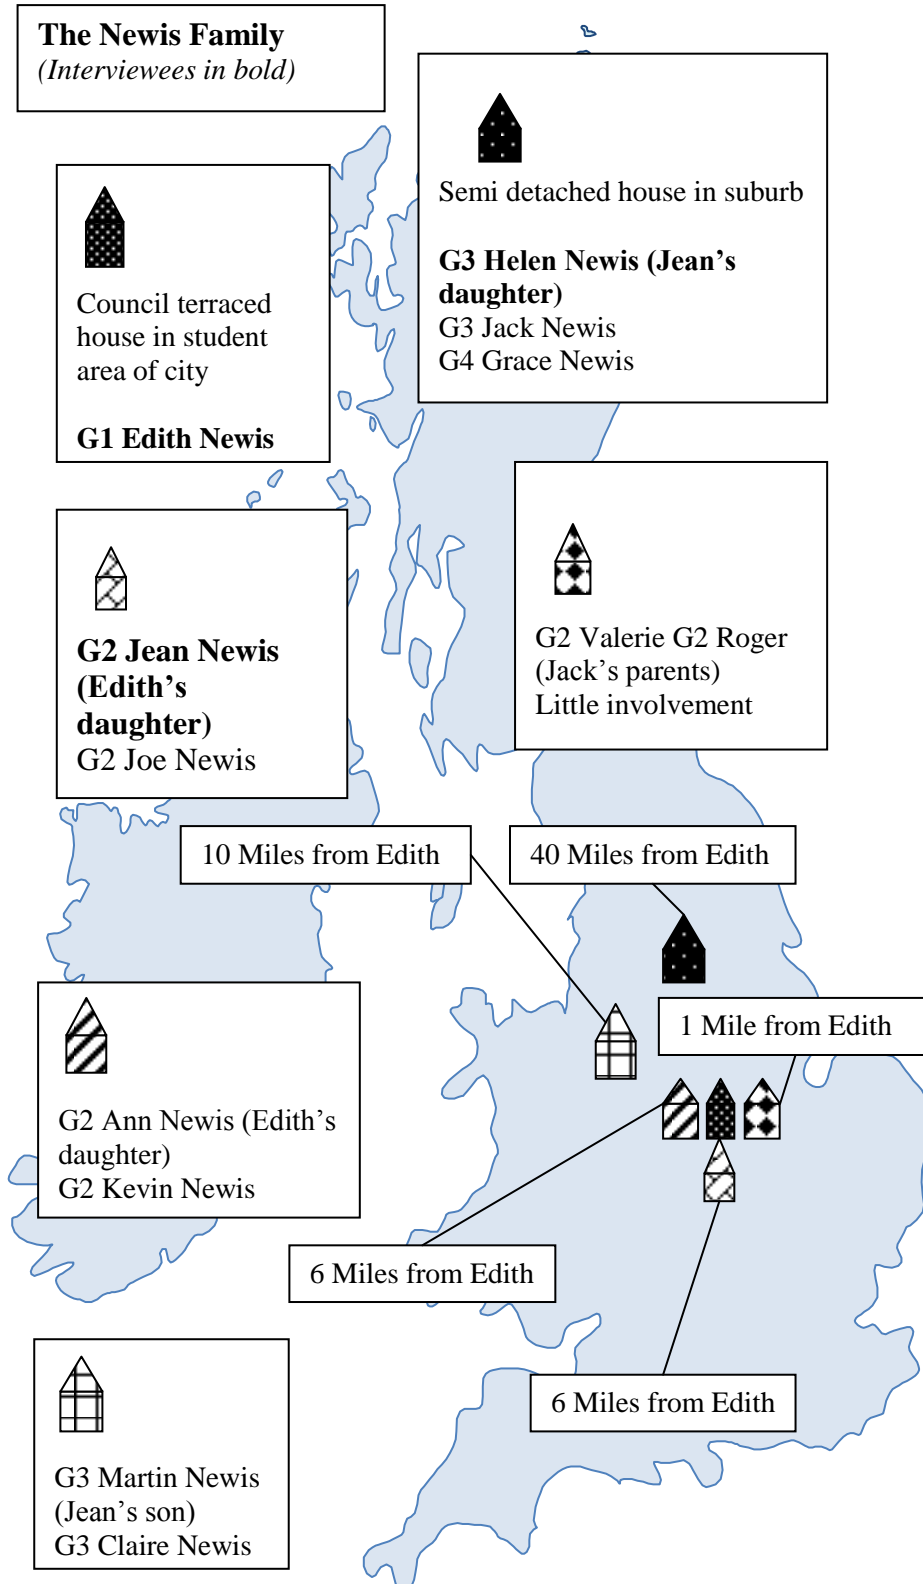 The Newis Family
(Interviewees in bold)
Semi detached house in suburb
G3 Helen Newis (Jean’s
daughter)
G3 Jack Newis
G4 Grace Newis
Council terraced
house in student
area of city
G1 Edith Newis
G2 Jean Newis
(Edith’s
daughter)
G2 Joe Newis
G2 Valerie G2 Roger
(Jack’s parents)
Little involvement
10 Miles from Edith
40 Miles from Edith
1 Mile from Edith
G2 Ann Newis (Edith’s
daughter)
G2 Kevin Newis
6 Miles from Edith
6 Miles from Edith
G3 Martin Newis
(Jean’s son)
G3 Claire Newis